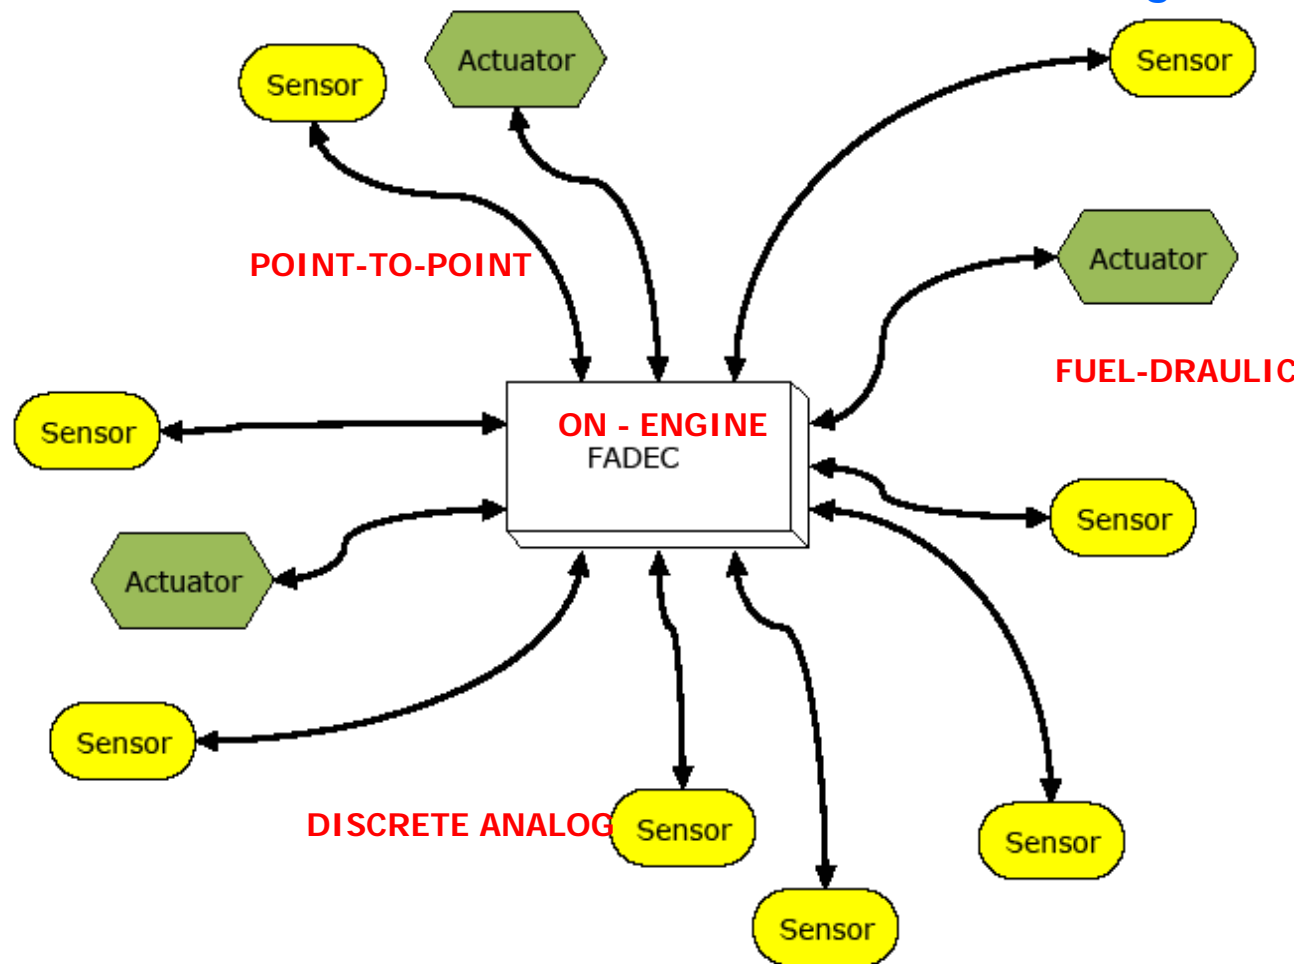 Actuator
Sensor
Sensor
POINT-TO-POINT
Actuator
FUEL-DRAULIC
ON - ENGINE
FADEC
Sensor
Sensor
Actuator
Sensor
DISCRETE ANALOG
Sensor
Sensor
Sensor